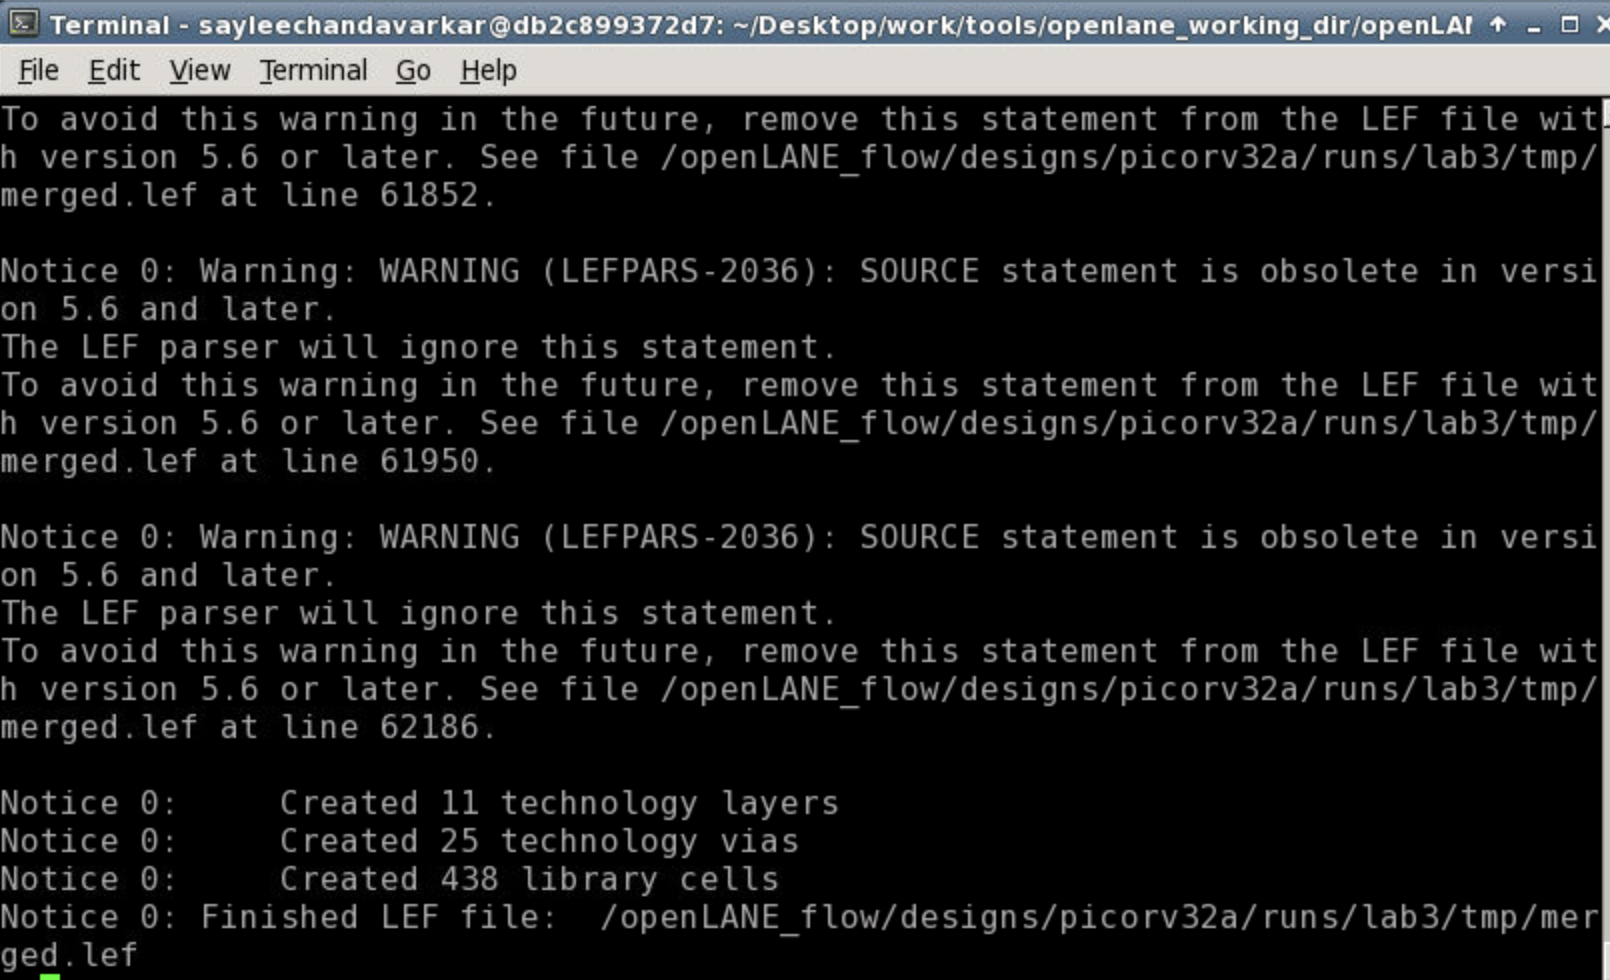 Terminal - sayleechandavarkar@db2c899372d7: ~/Desktop/work/tools/openlane_working_dir/openLA
File Edit View Terminal Go Help
To avoid this warning in the future, remove this statement from the LEF file wit
h version 5.6 or later. See file /openLANE_flow/designs/picorv32a/runs/lab3/tmp/
merged.lef at line 61852.
Notice 0: Warning: WARNING (LEFPARS-2036): SOURCE statement is obsolete in versi
on 5.6 and later.
The LEF parser will ignore this statement.
To avoid this warning in the future, remove this statement from the LEF file wit
h version 5.6 or later. See file /openLANE_flow/designs/picorv32a/runs/lab3/tmp/
merged.lef at line 61950.
Notice 0: Warning: WARNING (LEFPARS-2036): SOURCE statement is obsolete in versi
on 5.6 and later.
The LEF parser will ignore this statement.
To avoid this warning in the future, remove this statement from the LEF file wit
h version 5.6 or later. See file /openLANE_flow/designs/picorv32a/runs/lab3/tmp/
merged.lef at line 62186.
Notice 0:     Created 11 technology layers
Notice 0:     Created 25 technology vias
Notice 0:     Created 438 library cells
Notice 0: Finished LEF file:  /openLANE_flow/designs/picorv32a/runs/lab3/tmp/mer
ged.lef